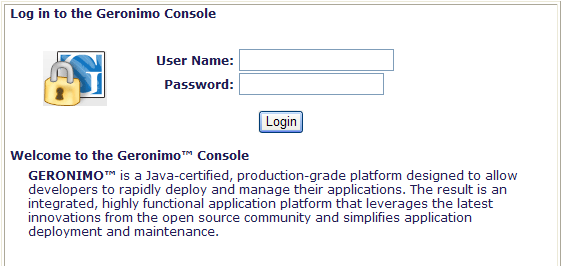 Log in to the Geronimo Console
User Name:
Password:
Login
Welcome to the Geronimo™ Console
GERONIMO™ is a Java-certified, production-grade platform designed to allow
developers to rapidly deploy and manage their applications. The result is an
integrated, highly functional application platform that leverages the latest
innovations from the open source community and simplifies application
deployment and maintenance.